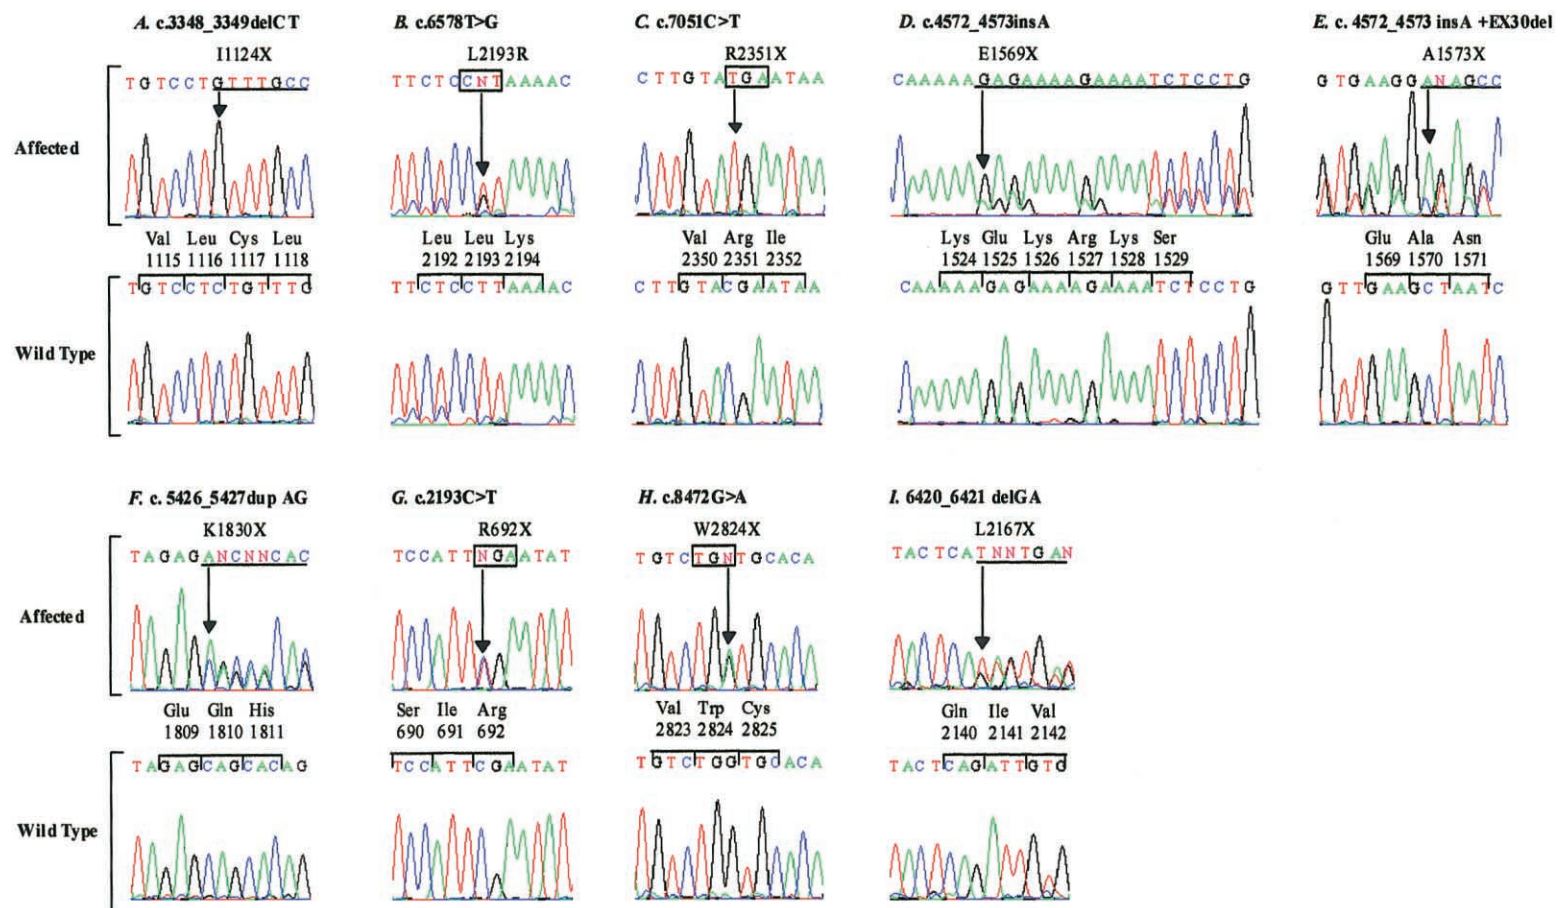 A. c.3348_3349delCT
B. c.6578T>G
C. c.7051C>T
D. c.4572_4573insA
E. c. 4572_4573 insA +EX30del
I1124X
L2193R
R2351X
E1569X
A1573X
TGTCCTGTTTGCC
TTCTCCNTAAAAC
CTTGTATGAATAA
CAAAAAGAGAAAAGAAAATCTCCTG
GTGAAGGANAGCC
Affected
Val Leu Cys Leu
1115 1116 1117 1118
Leu Leu Lys
2192 2193 2194
Val Arg Ile
2350 2351 2352
Lys Glu Lys Arg Lys Ser
1524 1525 1526 1527 1528 1529
Glu Ala Asn
1569 1570 1571
TGTCCTCTGTTTG
TTCTCCTTAAAAC
CTTGTACGAATAA
CAAAAAGAGAAAAGAAAATCTCCTG
GTTGAAGCTAATC
Wild Type
F. c. 5426_5427dup AG
G. c.2193C>T
H. c.8472G>A
I. 6420_6421 delGA
K1830X
R692X
W2824X
L2167X
TAGAGANCNNCAC
TCCATTNGAATAT
TGTCTGNTGCACA
TACTCATNNTGAN
Affected
Glu Gln His
1809 1810 1811
Ser Ile Arg
690 691 692
Val Trp Cys
2823 2824 2825
Gln Ile Val
2140 2141 2142
TAGAGCAGCACAG
TCCATTCGAATAT
TGTCTGGTGCACA
TACTCAGATTGTG
Wild Type